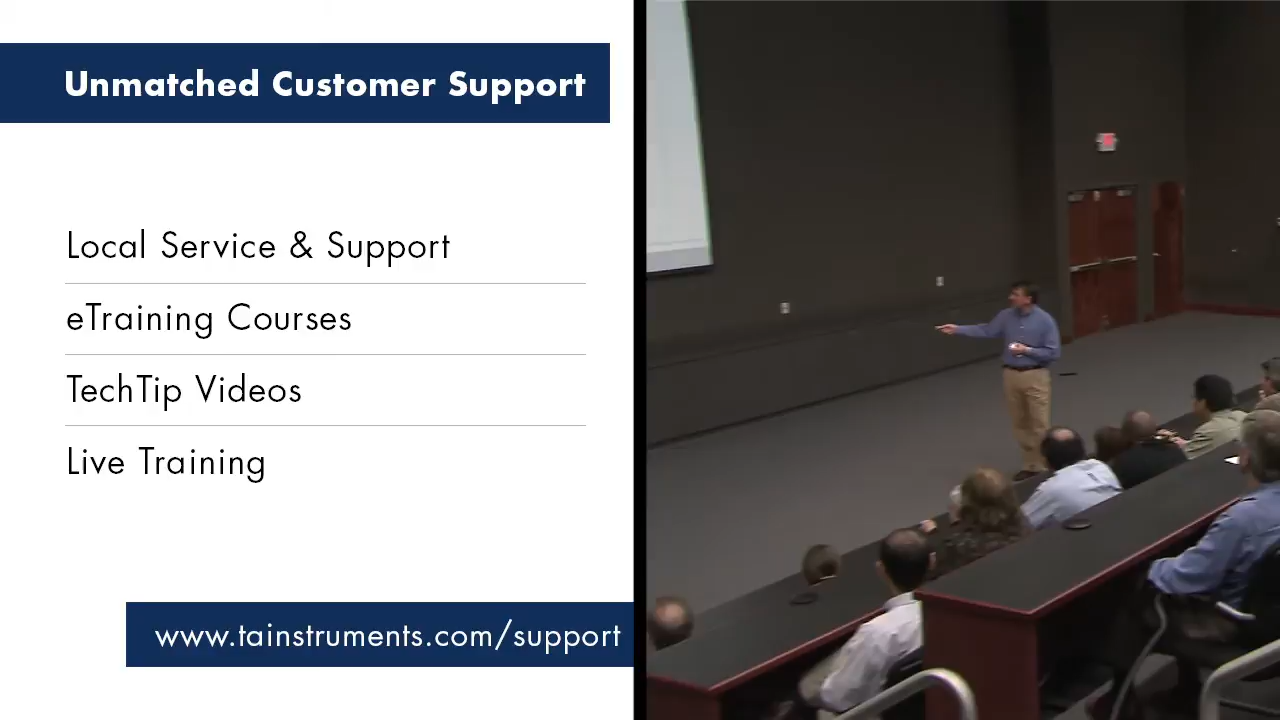 Unmatched Customer Support
Local Service & Support
eTraining Courses
TechTip Videos
Live Training
www.tainstruments.com/support